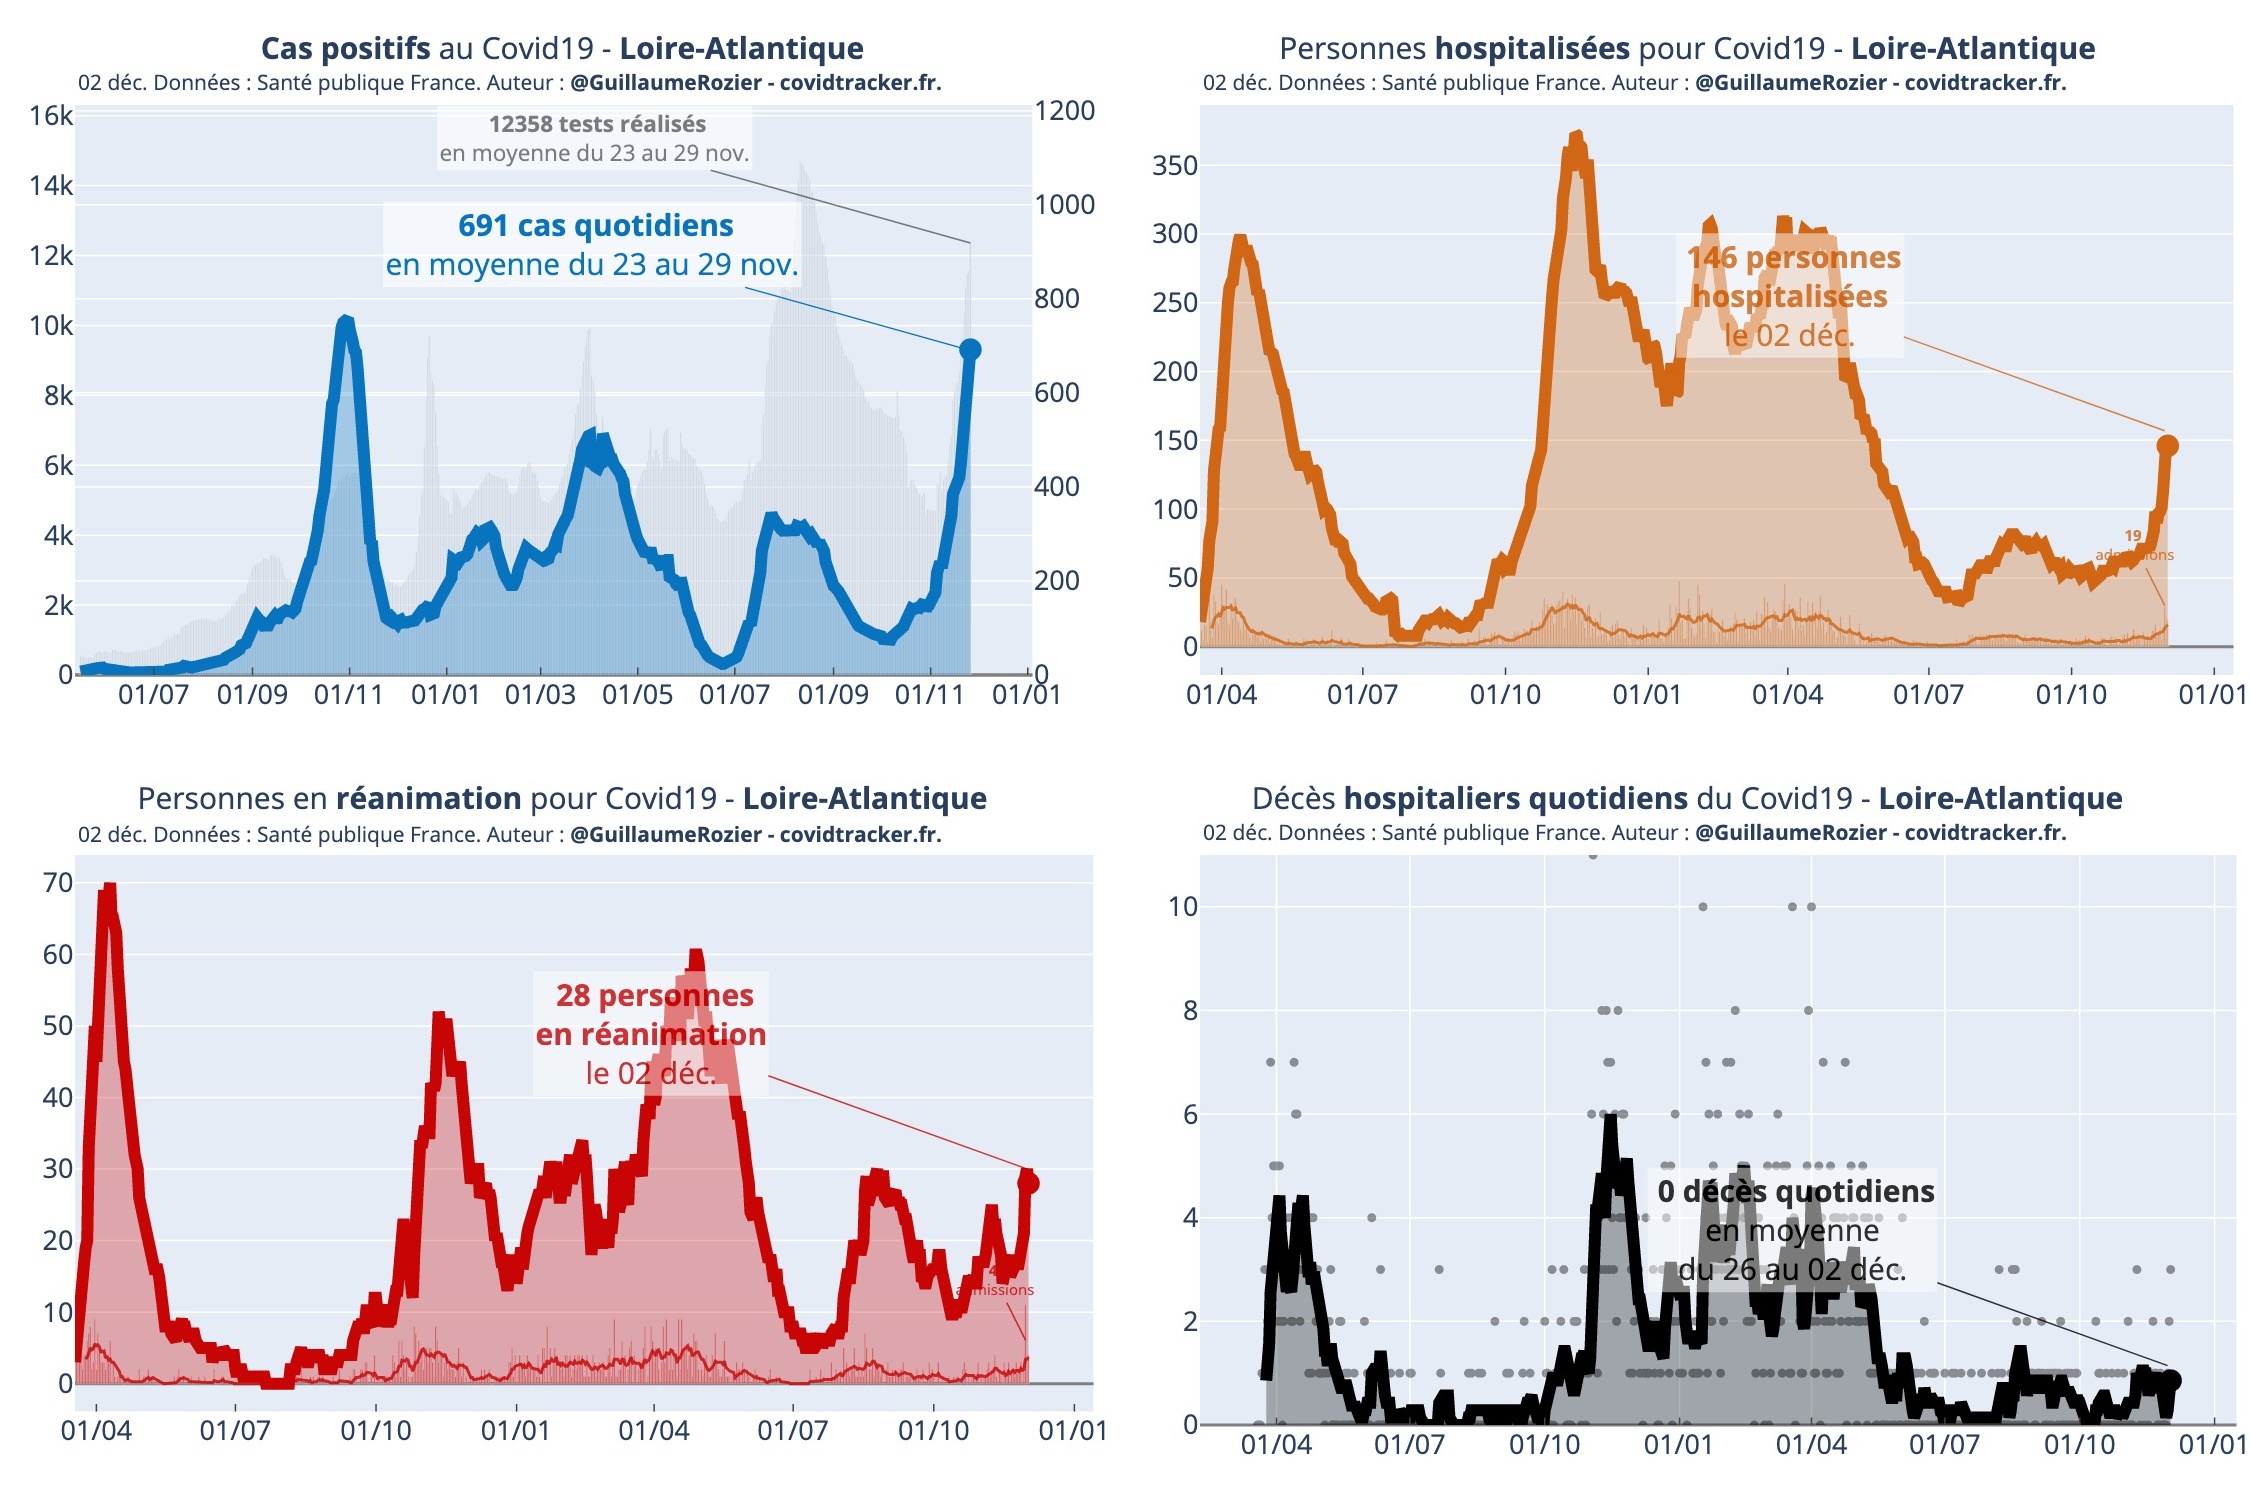 Cas positifs au Covid19 - Loire-Atlantique
02 déc. Données : Santé publique France. Auteur : @GuillaumeRozier - covidtracker.fr.
16k
14k
12k
10k
8k
6k
4k
2k
0
1200
1000
800
600
400
200
0
12358 tests réalisés
en moyenne du 23 au 29 nov.
691 cas quotidiens
en moyenne du 23 au 29 nov.
01/07 01/09 01/11 01/01 01/03 01/05 01/07 01/09 01/11 01/01
Personnes hospitalisées pour Covid19 - Loire-Atlantique
02 déc. Données : Santé publique France. Auteur : @GuillaumeRozier - covidtracker.fr.
350
300
250
200
150
100
50
0
146 personnes
hospitalisées
le 02 déc.
19
admissions
01/04 01/07 01/10 01/01 01/04 01/07 01/10 01/01
Personnes en réanimation pour Covid19 - Loire-Atlantique
02 déc. Données : Santé publique France. Auteur : @GuillaumeRozier - covidtracker.fr.
70
60
50
40
30
20
10
0
28 personnes
en réanimation
le 02 déc.
admissions
01/04 01/07 01/10 01/01 01/04 01/07 01/10 01/01
Décès hospitaliers quotidiens du Covid19 - Loire-Atlantique
02 déc. Données : Santé publique France. Auteur : @GuillaumeRozier - covidtracker.fr.
10
8
6
4
2
0
0 décès quotidiens
en moyenne
du 26 au 02 déc.
01/04 01/07 01/10 01/01 01/04 01/07 01/10 01/01